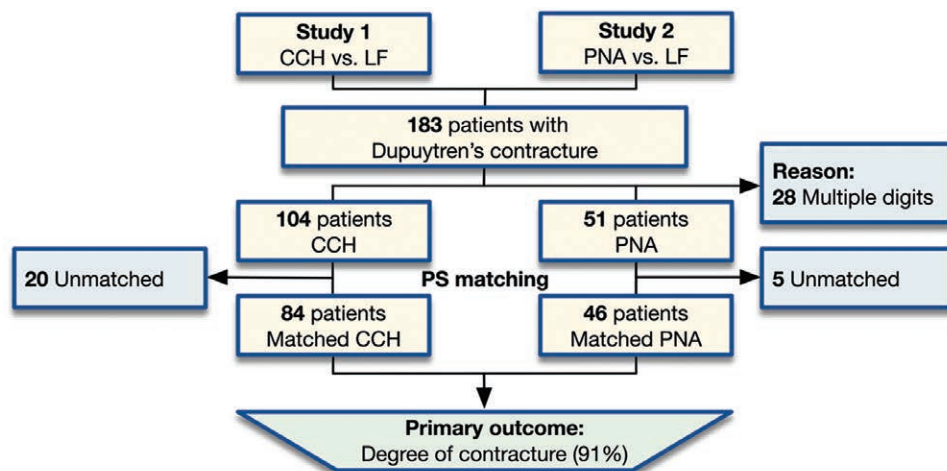 Study 1
CCH vs. LF
Study 2
PNA vs. LF
183 patients with
Dupuytren's contracture
Reason:
28 Multiple digits
104 patients
CCH
51 patients
PNA
20 Unmatched
PS matching
5 Unmatched
84 patients
Matched CCH
46 patients
Matched PNA
Primary outcome:
Degree of contracture (91%)